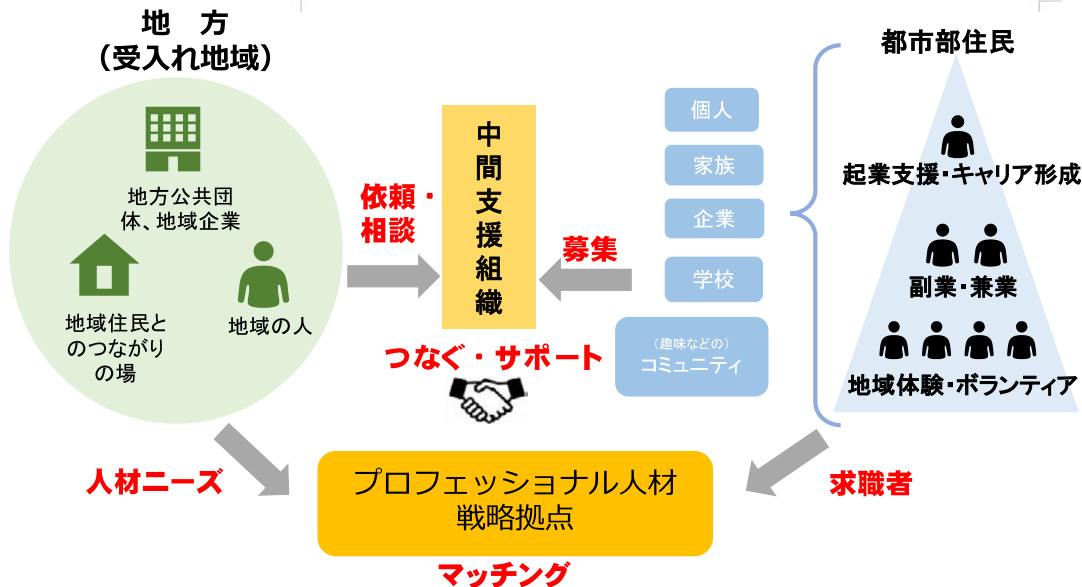 地　方
（受入れ地域）
地方公共団
体、地域企業
地域住民と
のつながり
の場
地域の人
依頼・
相談
中間支援組織
募集
つなぐ・サポート
個人
家族
企業
学校
（趣味などの）
コミュニティ
都市部住民
起業支援・キャリア形成
副業・兼業
地域体験・ボランティア
人材ニーズ
プロフェッショナル人材
戦略拠点
マッチング
求職者